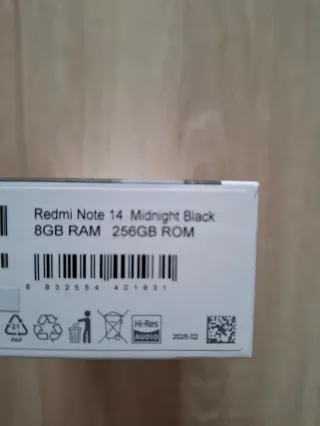 Redmi Note 14 Midnight Black
8GB RAM 256GB ROM
6 932554 401931
21
PAP
Hi-Res
AUDIO
2025-02